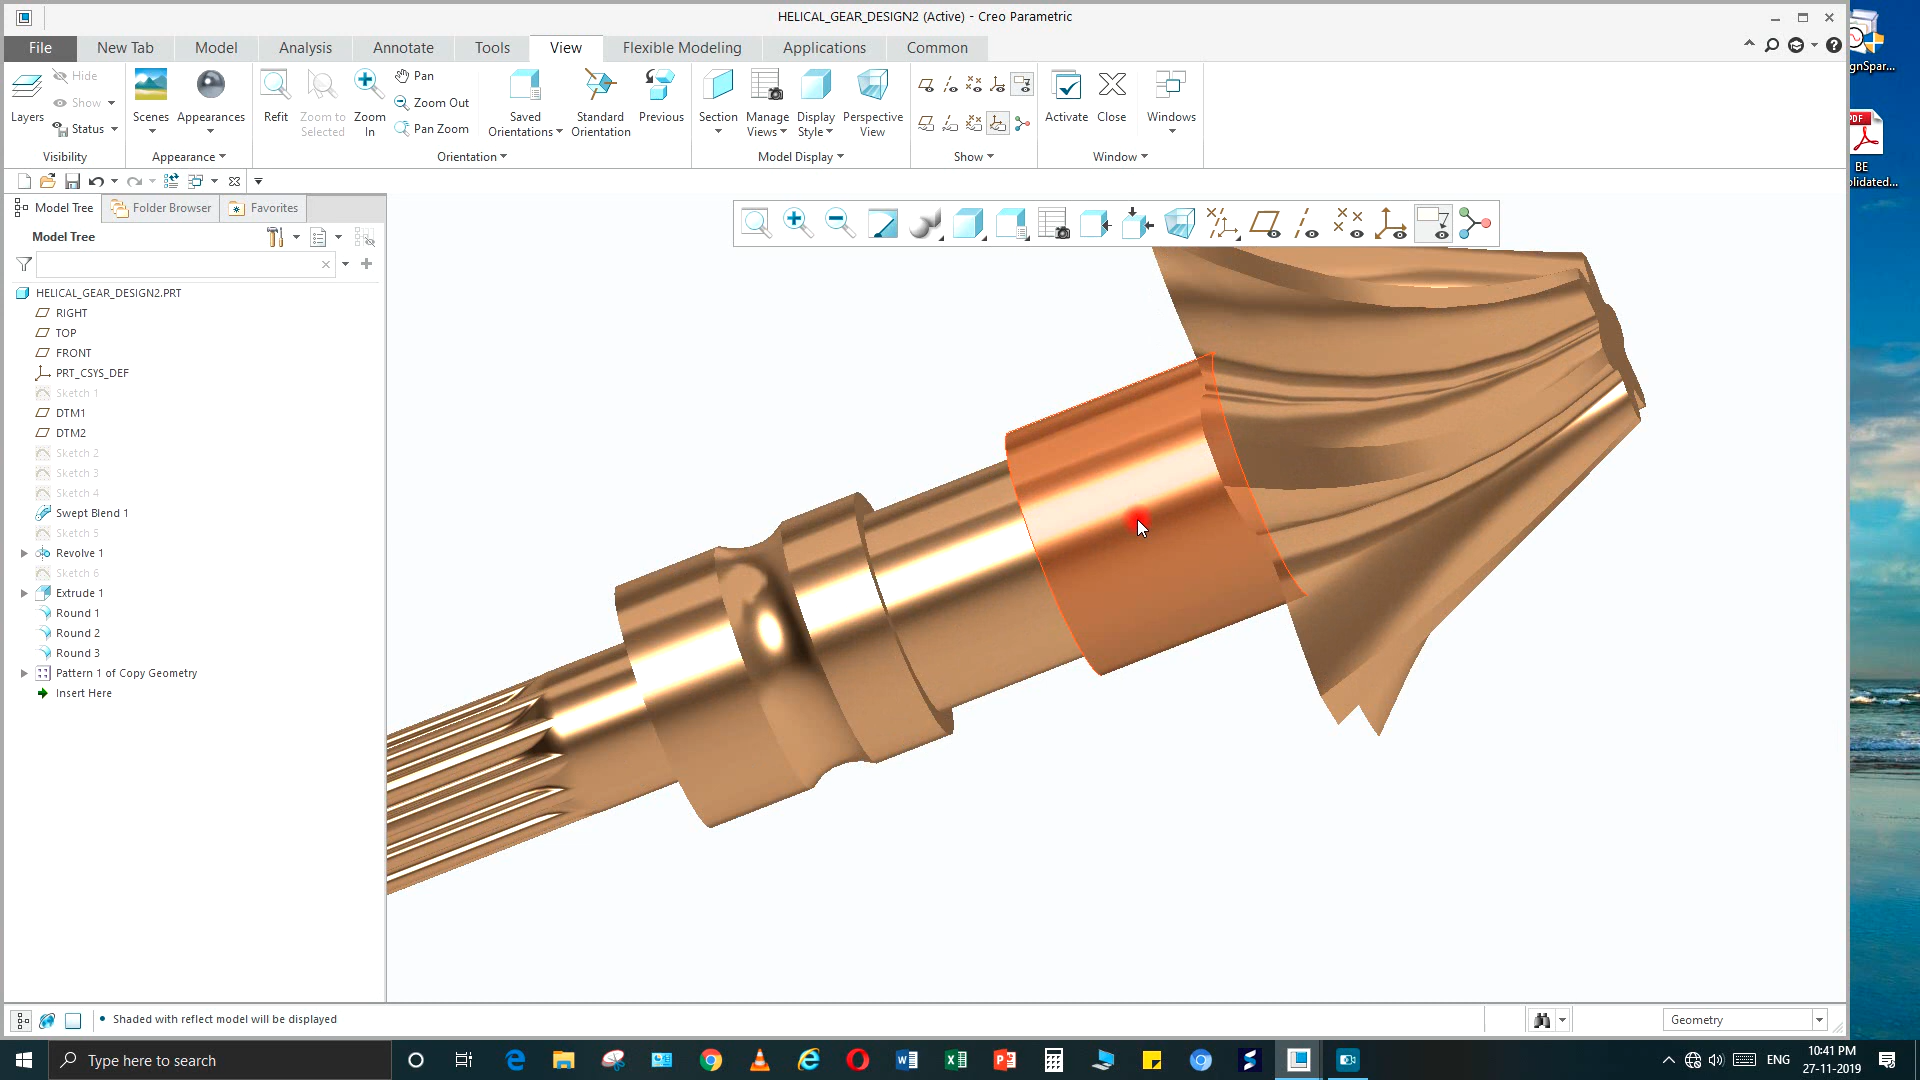 HELICAL_GEAR_DESIGN2 (Active) - Creo Parametric
File New Tab Model Analysis Annotate Tools View Flexible Modeling Applications Common
Layers
Hide
Show
Status
Visibility
Scenes
Appearances
Appearance
Refit
Zoom to
Selected
Zoom
In
Pan
Zoom Out
Pan Zoom
Saved
Orientations
Standard
Orientation
Previous
Orientation
Section
Manage
Views
Display
Style
Perspective
View
Model Display
Show
Activate
Close
Windows
Window
Model Tree
Folder Browser
Favorites
Model Tree
HELICAL_GEAR_DESIGN2.PRT
RIGHT
TOP
FRONT
PRT_CSYS_DEF
Sketch 1
DTM1
DTM2
Sketch 2
Sketch 3
Sketch 4
Swept Blend 1
Sketch 5
Revolve 1
Sketch 6
Extrude 1
Round 1
Round 2
Round 3
Pattern 1 of Copy Geometry
Insert Here
Shaded with reflect model will be displayed
Geometry
gnSpar...
PDF
BE
olidated...
Type here to search
ENG
10:41 PM
27-11-2019